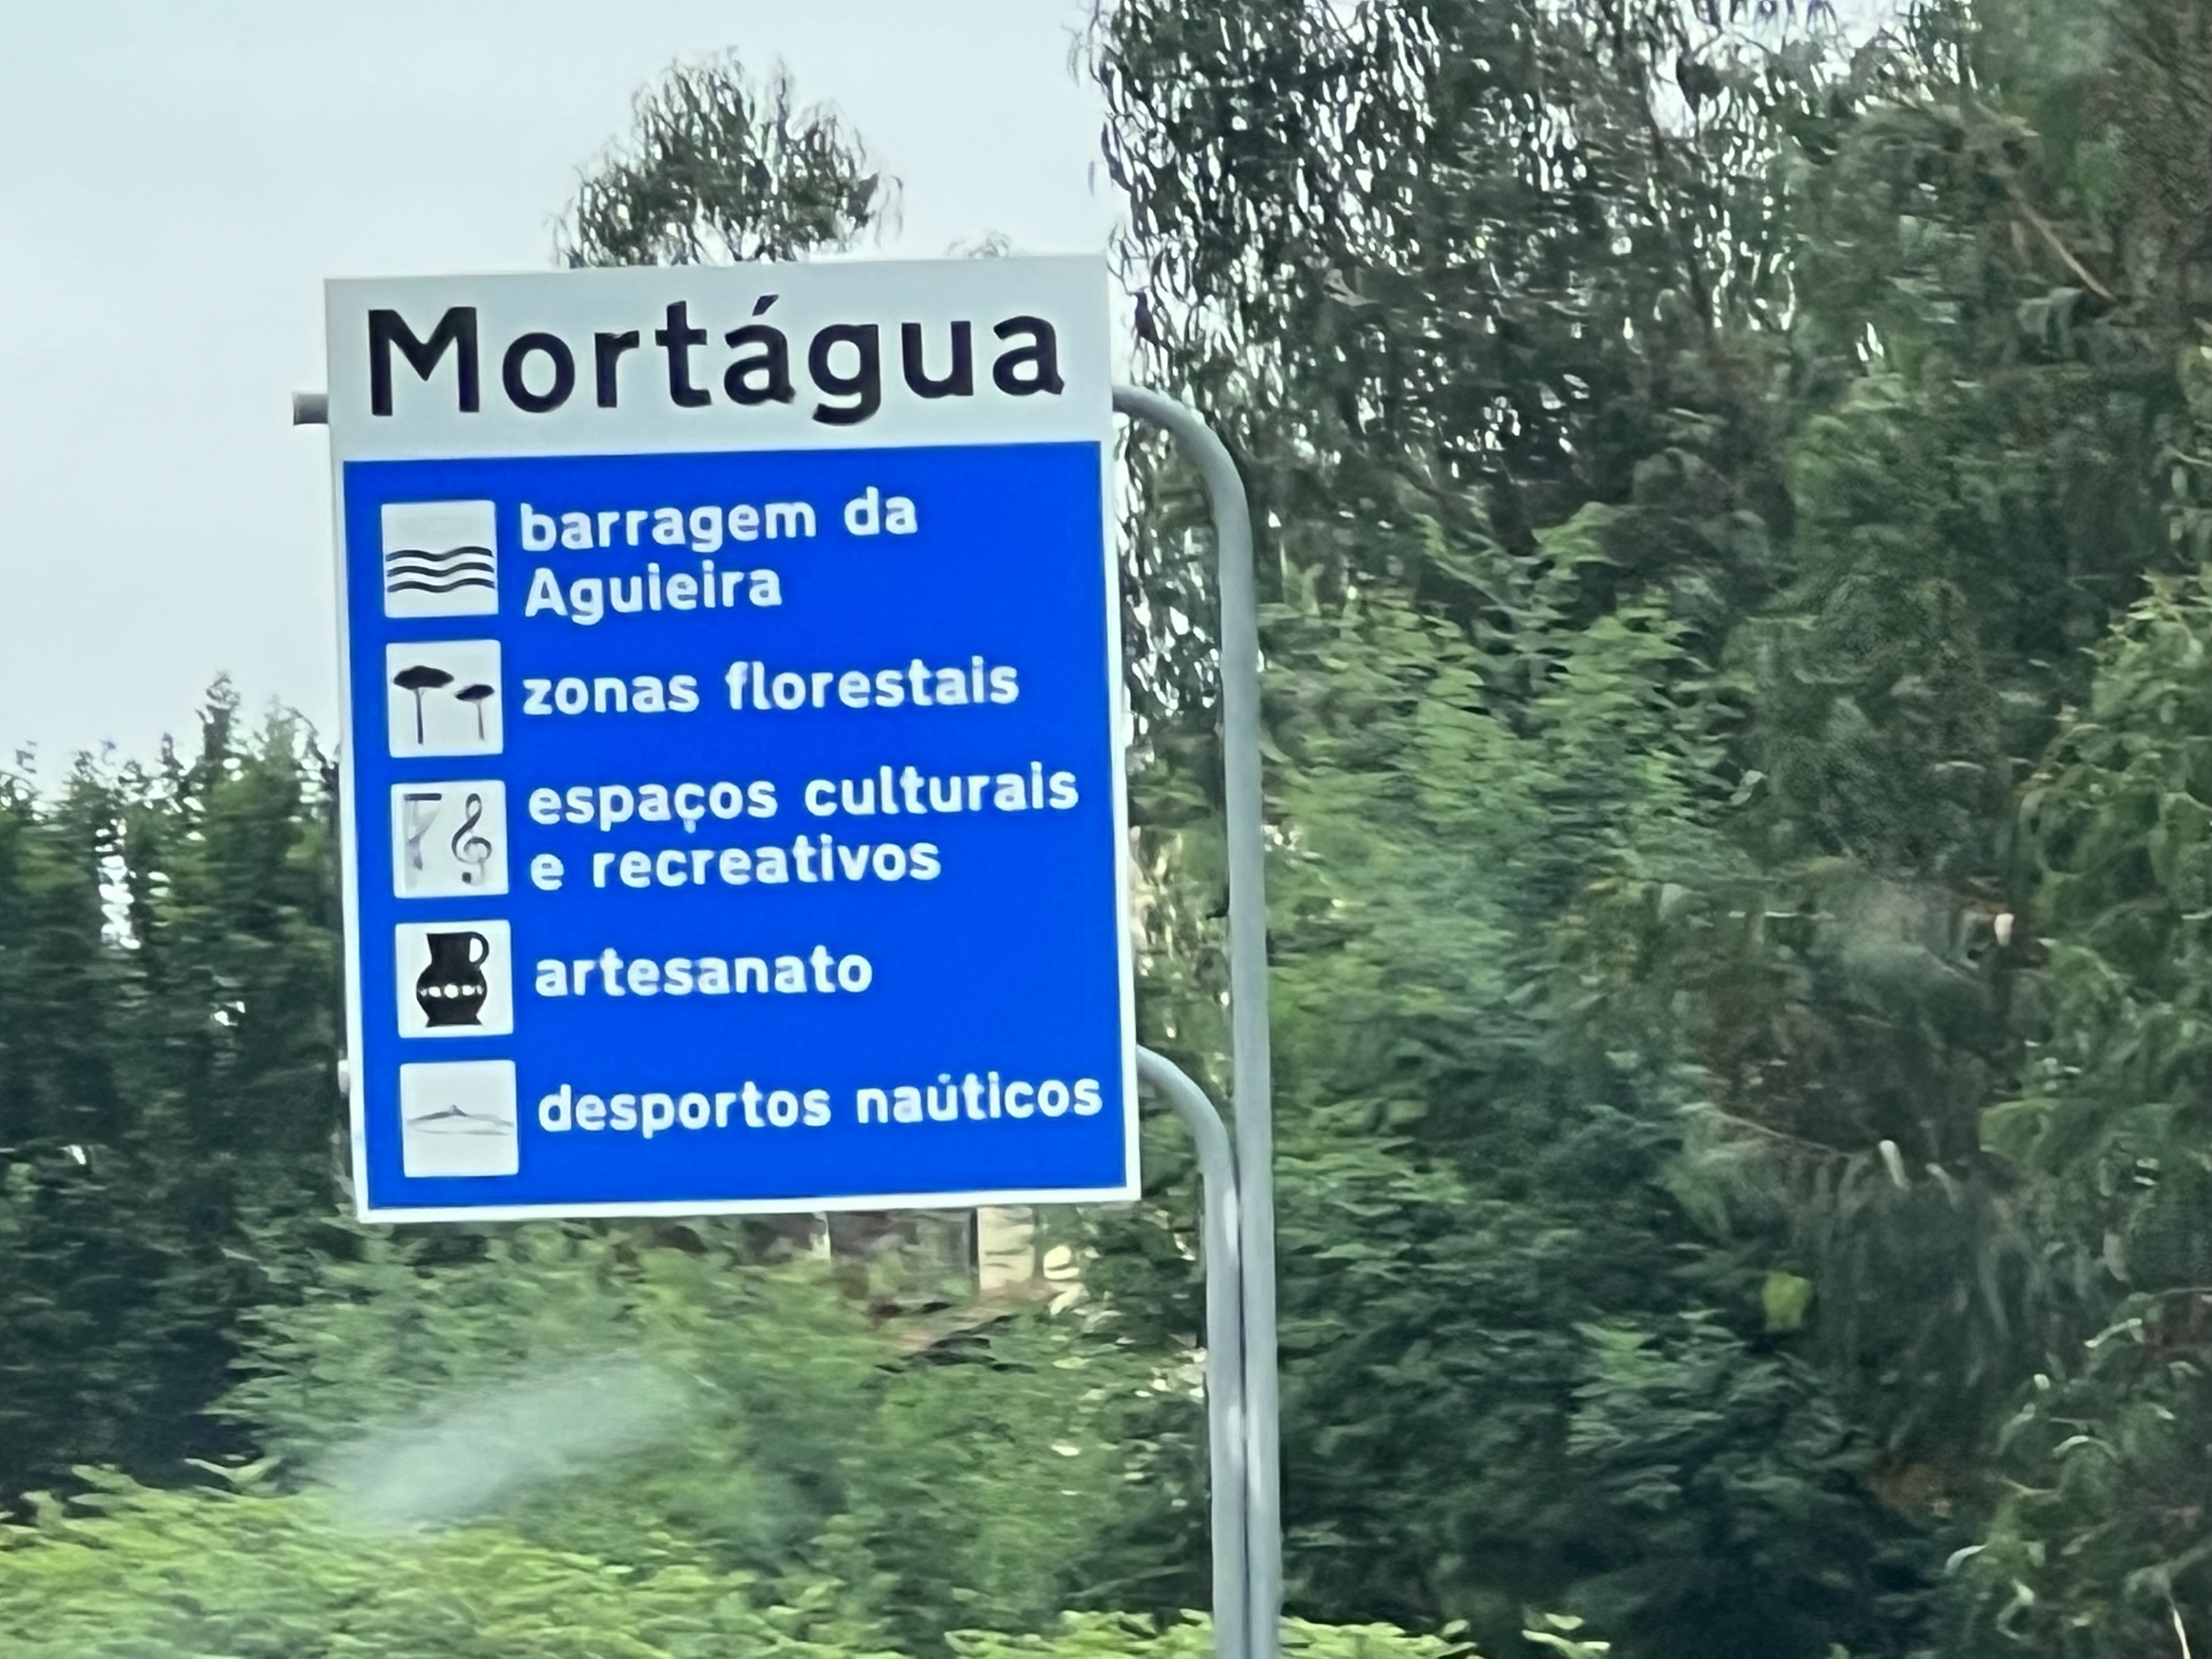 Mortágua
barragem da
Aguieira
zonas florestais
espaços culturais
e recreativos
artesanato
desportos naúticos